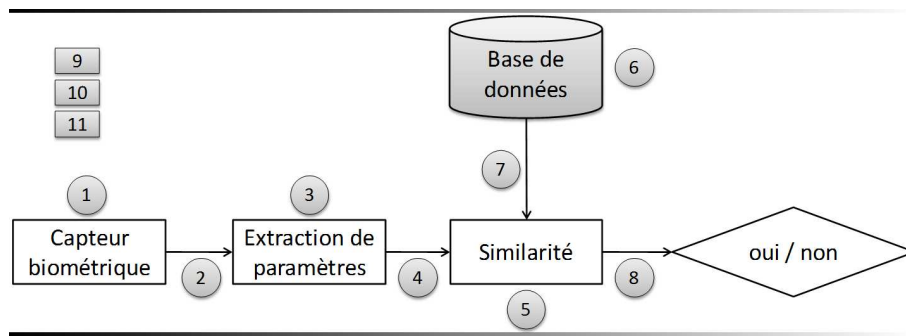 9
10
11
Base de
données
6
7
1
3
Capteur
biométrique
2
Extraction de
paramètres
4
Similarité
5
8
oui / non